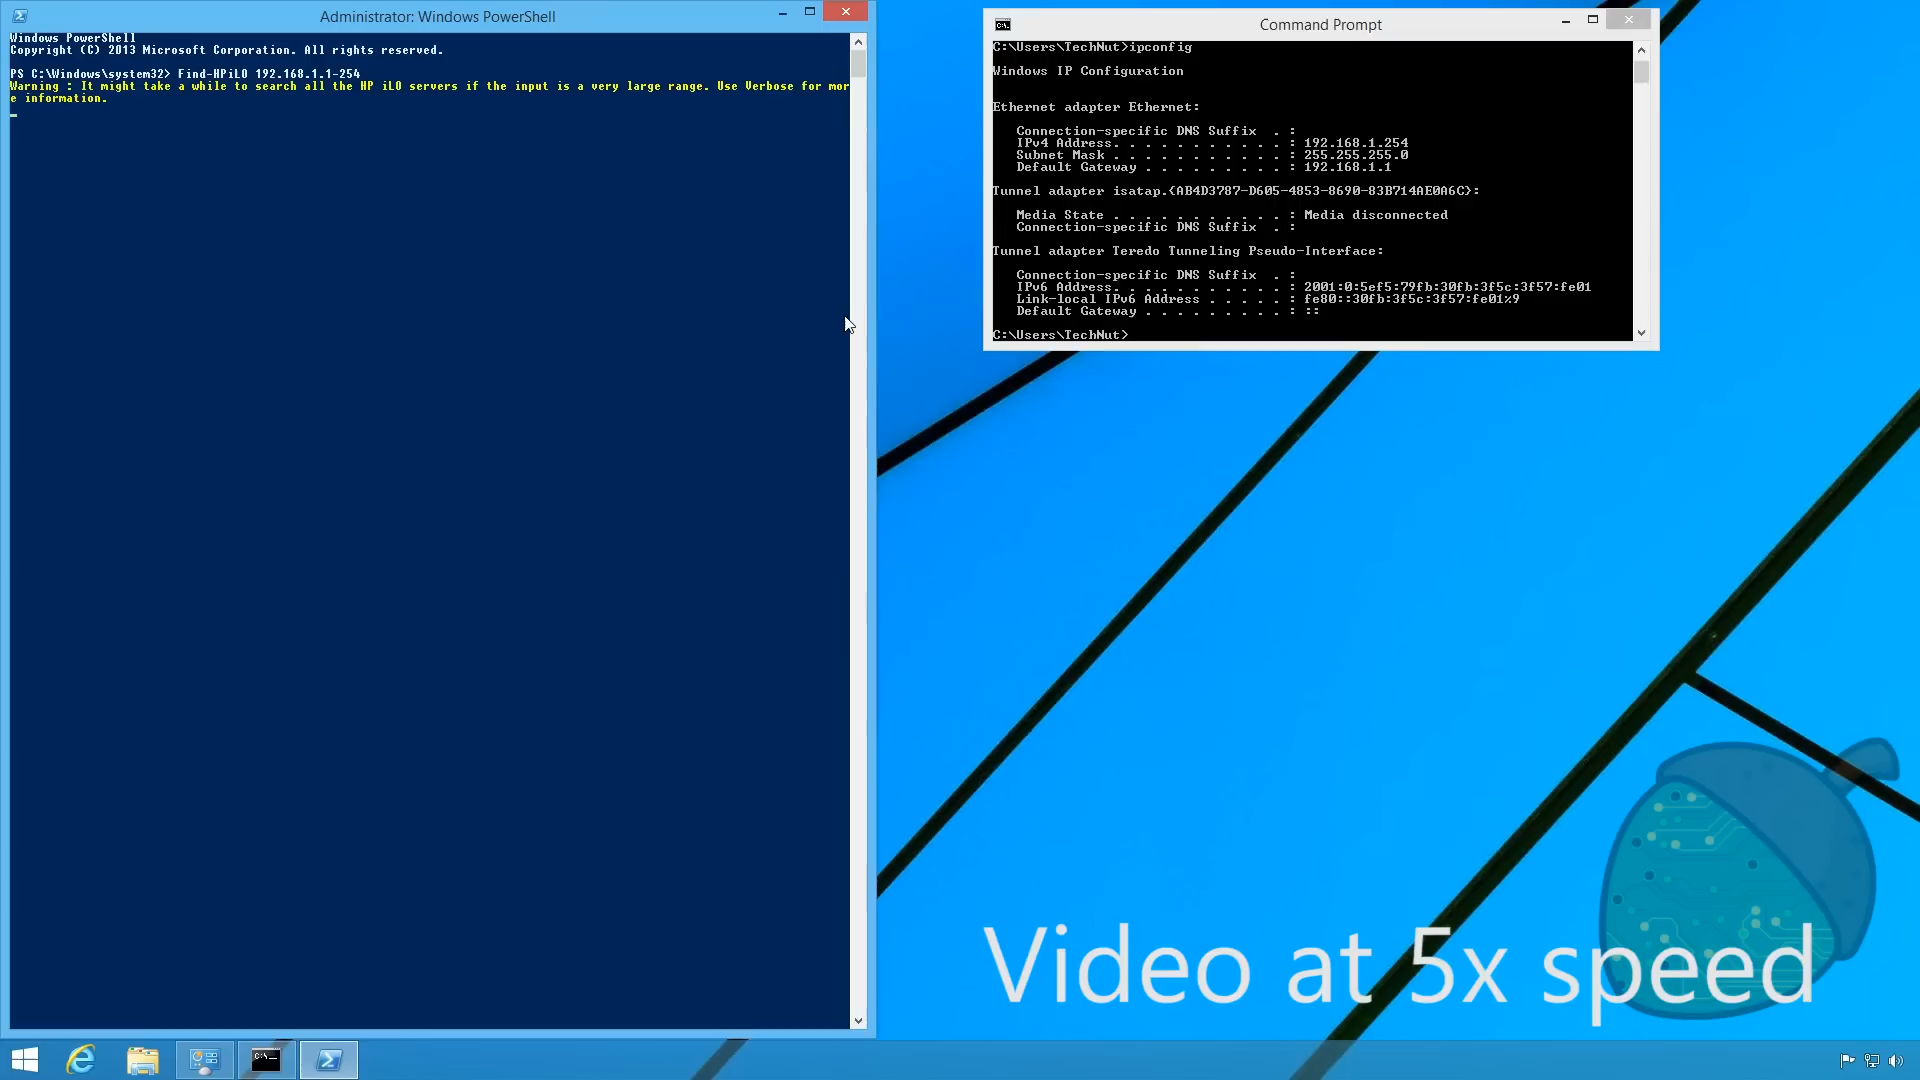 Administrator: Windows PowerShell
Windows PowerShell
Copyright (C) 2013 Microsoft Corporation. All rights reserved.
PS C:\Windows\system32> Find-HPiLO 192.168.1.1-254
Warning : It might take a while to search all the HP iLO servers if the input is a very large range. Use Verbose for mor
e information.
Command Prompt
C:\Users\TechNut>ipconfig
Windows IP Configuration
Ethernet adapter Ethernet:
Connection-specific DNS Suffix  . :
IPv4 Address. . . . . . . . . . . : 192.168.1.254
Subnet Mask . . . . . . . . . . . : 255.255.255.0
Default Gateway . . . . . . . . . : 192.168.1.1
Tunnel adapter isatap.{AB4D3787-D605-4853-8690-83B714AE0A6C}:
Media State . . . . . . . . . . . : Media disconnected
Connection-specific DNS Suffix  . :
Tunnel adapter Teredo Tunneling Pseudo-Interface:
Connection-specific DNS Suffix  . :
IPv6 Address. . . . . . . . . . . : 2001:0:5ef5:79fb:30fb:3f5c:3f57:fe01
Link-local IPv6 Address . . . . . : fe80::30fb:3f5c:3f57:fe01%9
Default Gateway . . . . . . . . . : ::
C:\Users\TechNut>
Video at 5x speed